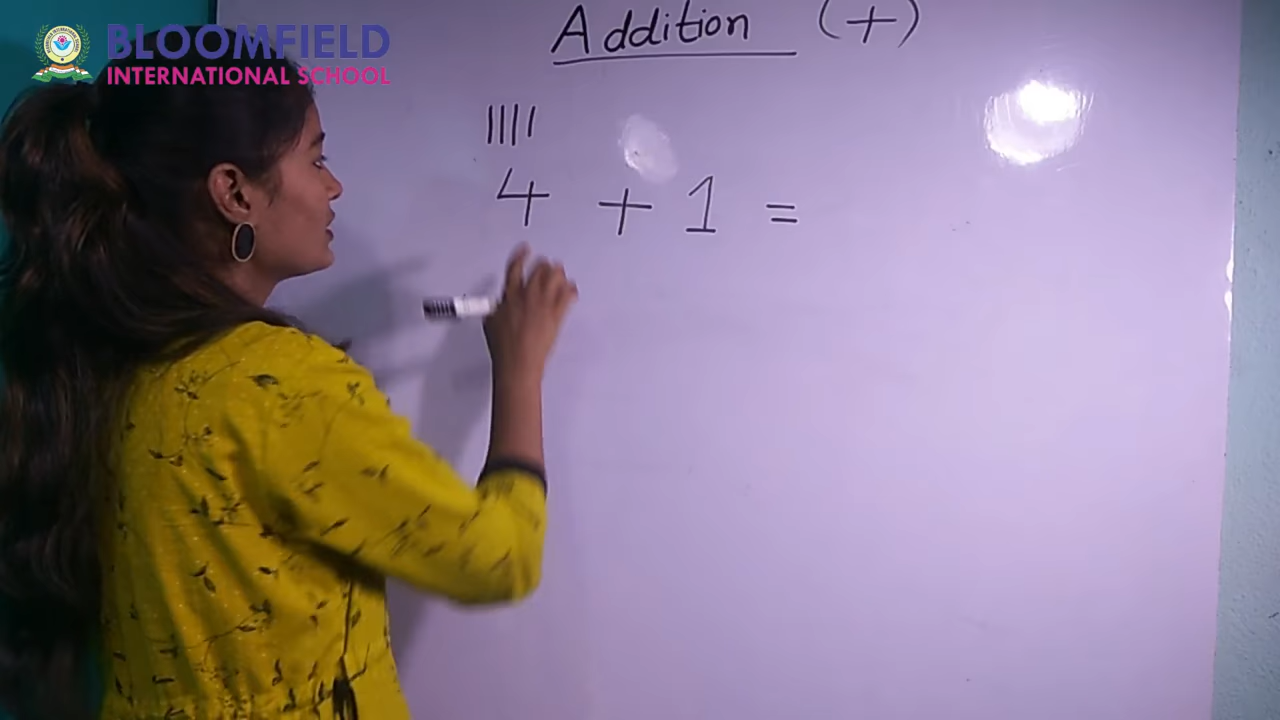 BLOOMFIELD
INTERNATIONAL SCHOOL
Addition (+)
4 + 1 =